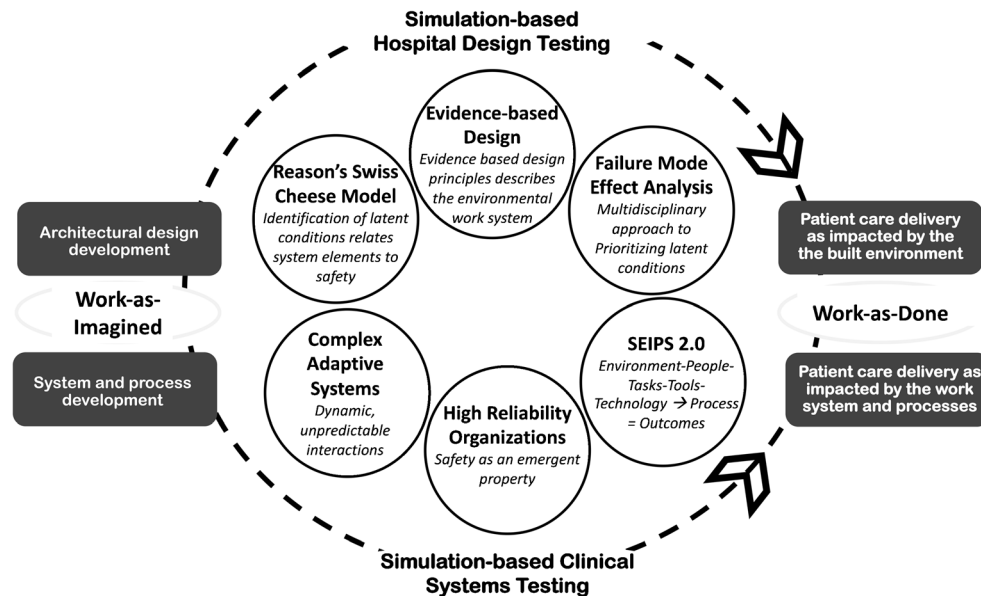 Simulation-based
Hospital Design Testing
Evidence-based
Design
Evidence based design
principles describes
the environmental
work system
Reason's Swiss
Cheese Model
Identification of latent
conditions relates
system elements to
safety
Failure Mode
Effect Analysis
Multidisciplinary
approach to
Prioritizing latent
conditions
Architectural design
development
Work-as-
Imagined
System and process
development
Patient care delivery
as impacted by the
the built environment
Work-as-Done
Patient care delivery as
impacted by the work
system and processes
Complex
Adaptive
Systems
Dynamic,
unpredictable
interactions
High Reliability
Organizations
Safety as an emergent
property
SEIPS 2.0
Environment-People-
Tasks-Tools-
Technology → Process
= Outcomes
Simulation-based Clinical
Systems Testing